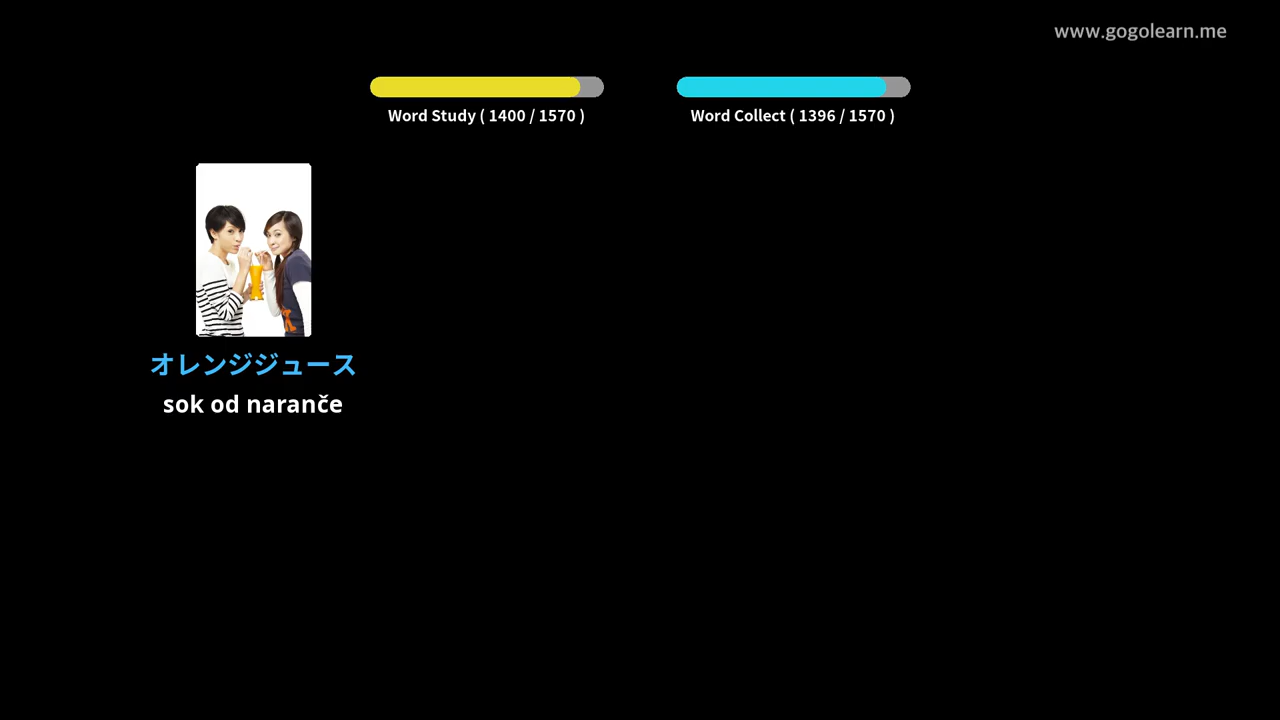 www.gogolearn.me
Word Study ( 1400 / 1570 )
Word Collect ( 1396 / 1570 )
オレンジジュース
sok od naranče